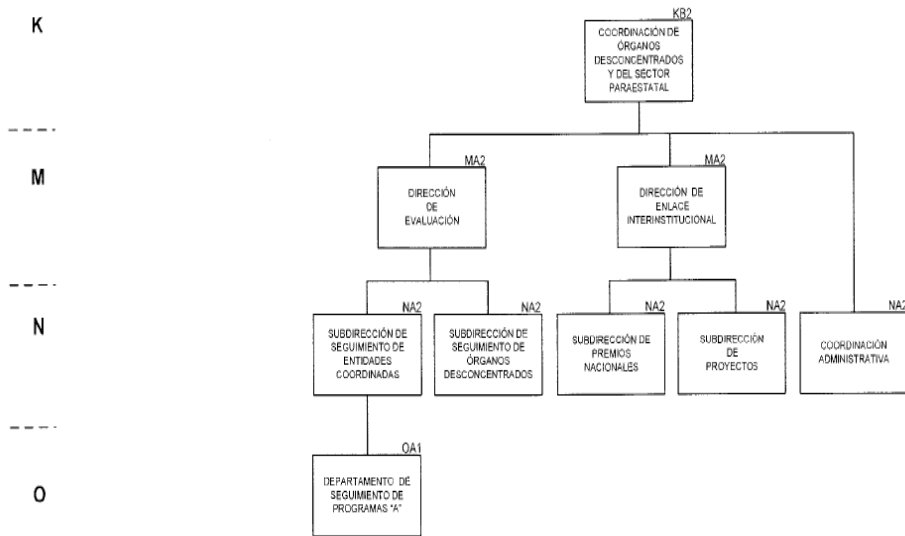 K
KB2
COORDINACIÓN DE
ÓRGANOS
DESCONCENTRADOS
Y DEL SÉCTOR
PARAESTATAL
M
MA2
DIRECCIÓN
DE
EVALUACIÓN
MA2
DIRECCIÓN DE
ENLACE
INTERINSTITUCIONAL
N
NA2
SUBDIRECCIÓN DE
SEGUIMIENTO DE
ENTIDADES
COORDINADAS
NA2
SUBDIRECCIÓN DE
SEGUIMIENTO DE
ÓRGANOS
DESCONCENTRADOS
NA2
SUBDIRECCIÓN DE
PREMIOS
NACIONALES
NA2
SUBDIRECCIÓN
DE
PROYECTOS
NA2
COORDINACIÓN
ADMINISTRATIVA
O
OA1
DEPARTAMENTO DE
SEGUIMIENTO DE
PROGRAMAS "A"